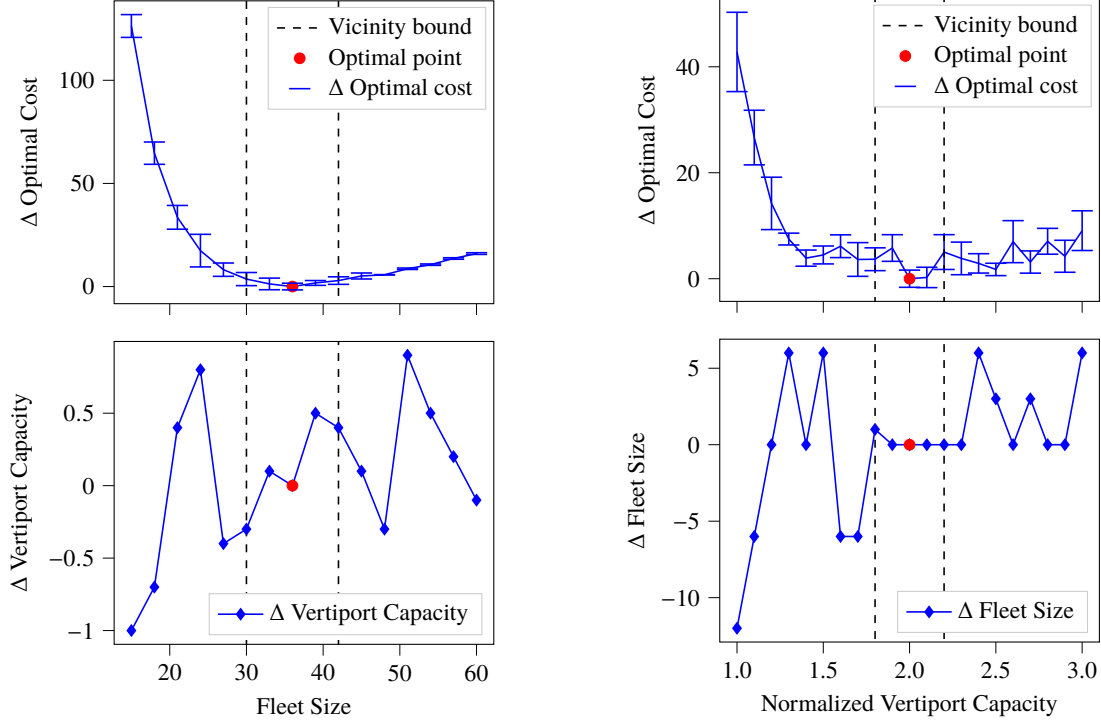 Δ Optimal Cost
100
50
0
Vicinity bound
Optimal point
Δ Optimal cost
Δ Optimal Cost
40
20
0
Vicinity bound
Optimal point
Δ Optimal cost
Δ Vertiport Capacity
0.5
0
−0.5
−1
Δ Vertiport Capacity
20 30 40 50 60
Fleet Size
Δ Fleet Size
5
0
−5
−10
Δ Fleet Size
1.0 1.5 2.0 2.5 3.0
Normalized Vertiport Capacity